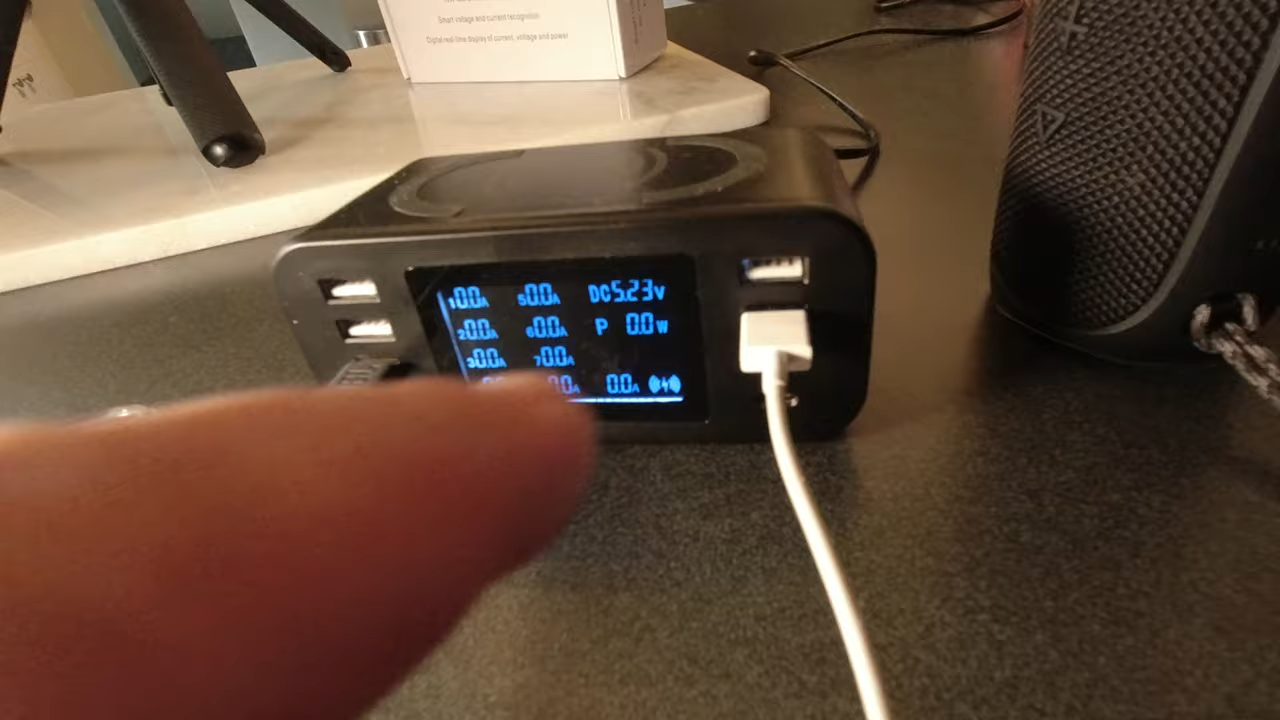 Smart voltage and current recognition
Digital real-time display of current, voltage and power
1 0.0A 5 0.0A DC5.23V
2 0.0A 6 0.0A P 0.0W
3 0.0A 7 0.0A
0.0A 0.0A